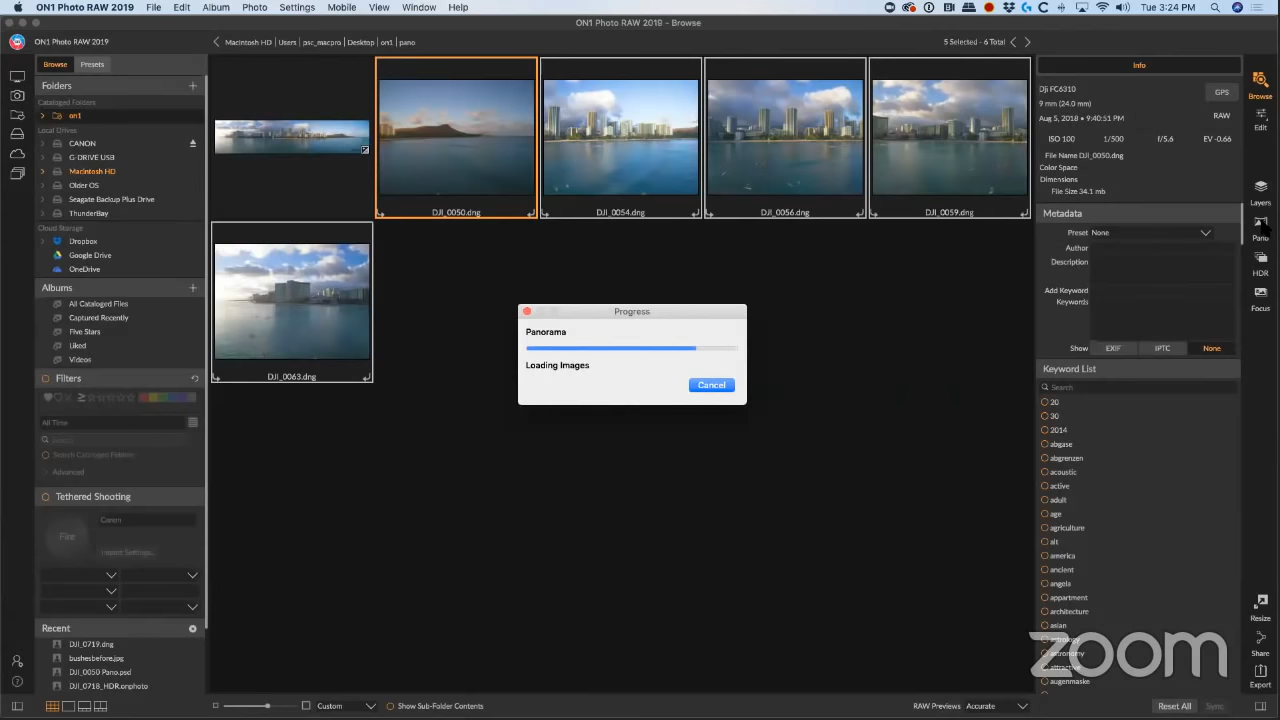 ON1 Photo RAW 2019 File Edit Album Photo Settings Mobile View Window Help Tue 3:24 PM
ON1 Photo RAW 2019 - Browse
ON1 Photo RAW 2019
Macintosh HD Users psc_macpro Desktop on1 pano
5 Selected - 6 Total
Browse Presets
Folders
Cataloged Folders
on1
Local Drives
CANON
G-DRIVE USB
Macintosh HD
Older OS
Seagate Backup Plus Drive
ThunderBay
Cloud Storage
Dropbox
Google Drive
OneDrive
Albums
All Cataloged Files
Captured Recently
Five Stars
Liked
Videos
Filters
All Time
Search
Search Cataloged Folders
Advanced
Tethered Shooting
Canon
Fire
Import Settings...
Recent
DJI_0719.dng
bushesbefore.jpg
DJI_0050 Pano.psd
DJI_0718_HDR.onphoto
DJI_0050.dng
DJI_0054.dng
DJI_0056.dng
DJI_0059.dng
DJI_0063.dng
Progress
Panorama
Loading Images
Cancel
Custom
Show Sub-Folder Contents
RAW Previews Accurate
Info
Dji FC6310
GPS
9 mm (24.0 mm)
Aug 5, 2018 • 9:40:51 PM
RAW
ISO 100 1/500 f/5.6 EV -0.66
File Name DJI_0050.dng
Color Space
Dimensions
File Size 34.1 mb
Metadata
Preset None
Author
Description
Add Keyword
Keywords
Show EXIF IPTC None
Keyword List
Search
20
30
2014
abgase
abgrenzen
acoustic
active
adult
age
agriculture
alt
america
ancient
angela
appartment
architecture
asian
astrology
astronomy
attractive
augenmaske
Reset All Sync
Browse
Edit
Layers
Pano
HDR
Focus
Resize
Share
Export
zoom